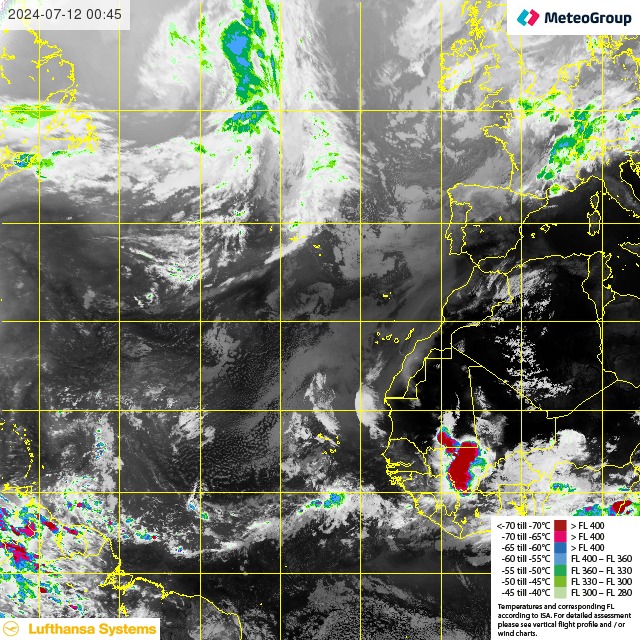 2024-07-12 00:45
MeteoGroup
<-70 till -70°C > FL 400
-70 till -65°C > FL 400
-65 till -60°C > FL 400
-60 till -55°C FL 400 – FL 360
-55 till -50°C FL 360 – FL 330
-50 till -45°C FL 330 – FL 300
-45 till -40°C FL 300 – FL 280
Temperatures and corresponding FL
according to ISA. For detailed assessment
please see vertical flight profile and / or
wind charts.
Lufthansa Systems